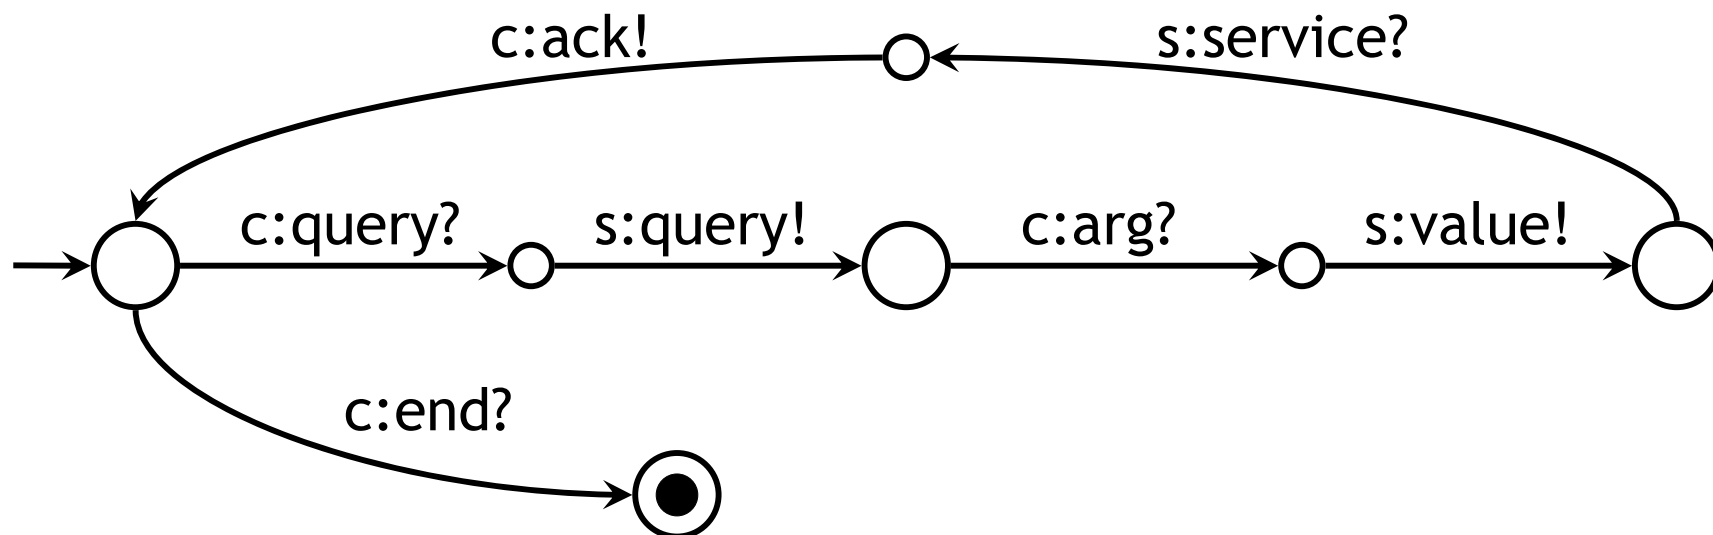 c:ack!
s:service?
c:query?
s:query!
c:arg?
s:value!
c:end?